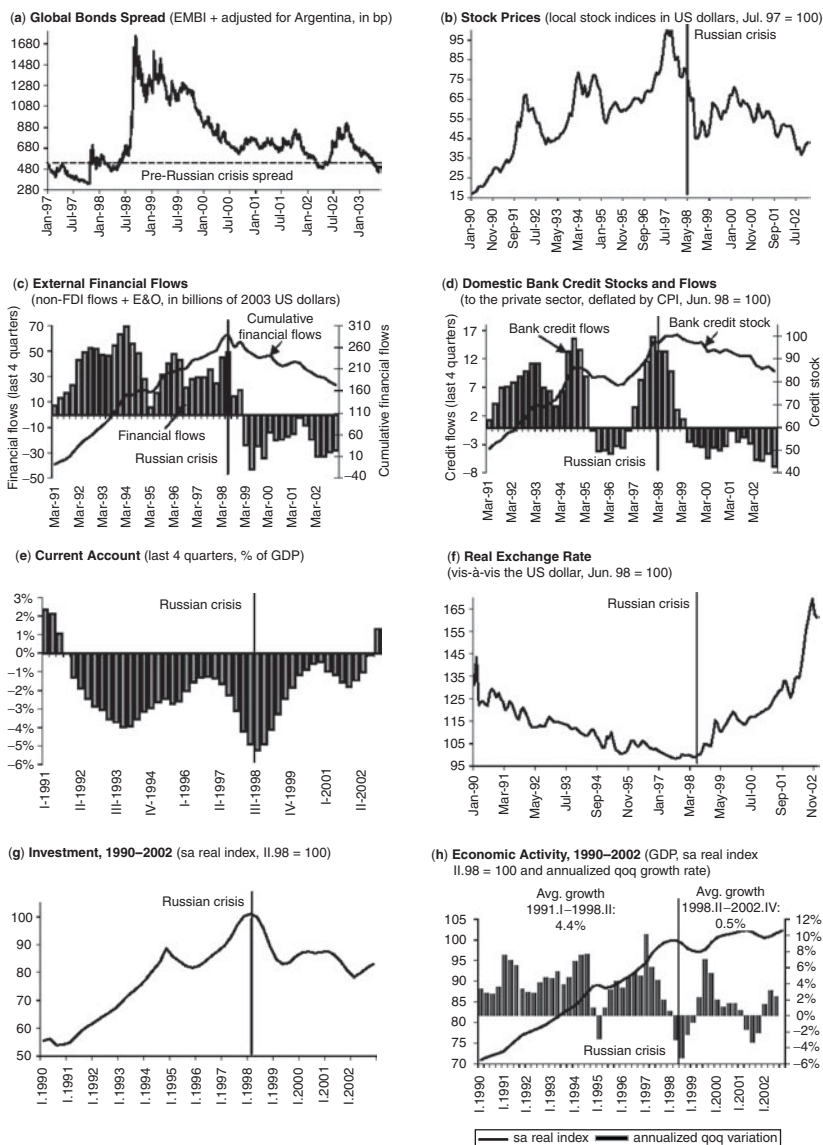 (a) Global Bonds Spread (EMBI + adjusted for Argentina, in bp)
1680
1480
1280
1080
880
680
480
280
Pre-Russian crisis spread
Jan-97
Jul-97
Jan-98
Jul-98
Jan-99
Jul-99
Jan-00
Jul-00
Jan-01
Jul-01
Jan-02
Jul-02
Jan-03
(b) Stock Prices (local stock indices in US dollars, Jul. 97 = 100)
Russian crisis
95
85
75
65
55
45
35
25
15
Jan-90
Nov-90
Sep-91
Jul-92
May-93
Mar-94
Jan-95
Nov-95
Sep-96
Jul-97
May-98
Mar-99
Jan-00
Nov-00
Sep-01
Jul-02
(c) External Financial Flows
(non-FDI flows + E&O, in billions of 2003 US dollars)
Financial flows (last 4 quarters)
70
50
30
10
−10
−30
−50
Cumulative
financial flows
Financial flows
Russian crisis
310
260
210
160
110
60
10
−40
Cumulative financial flows
Mar-91
Mar-92
Mar-93
Mar-94
Mar-95
Mar-96
Mar-97
Mar-98
Mar-99
Mar-00
Mar-01
Mar-02
(d) Domestic Bank Credit Stocks and Flows
(to the private sector, deflated by CPI, Jun. 98 = 100)
Credit flows (last 4 quarters)
17
12
7
2
−3
−8
Bank credit flows
Bank credit stock
Russian crisis
100
90
80
70
60
50
40
Credit stock
Mar-91
Mar-92
Mar-93
Mar-94
Mar-95
Mar-96
Mar-97
Mar-98
Mar-99
Mar-00
Mar-01
Mar-02
(e) Current Account (last 4 quarters, % of GDP)
3%
2%
1%
0%
−1%
−2%
−3%
−4%
−5%
−6%
Russian crisis
I-1991
II-1992
III-1993
IV-1994
I-1996
II-1997
III-1998
IV-1999
I-2001
II-2002
(f) Real Exchange Rate
(vis-à-vis the US dollar, Jun. 98 = 100)
Russian crisis
165
155
145
135
125
115
105
95
Jan-90
Mar-91
May-92
Jul-93
Sep-94
Nov-95
Jan-97
Mar-98
Jul-99
Jul-00
Sep-01
Nov-02
(g) Investment, 1990–2002 (sa real index, II.98 = 100)
Russian crisis
100
90
80
70
60
50
I.1990
I.1991
I.1992
I.1993
I.1994
I.1995
I.1996
I.1997
I.1998
I.1999
I.2000
I.2001
I.2002
(h) Economic Activity, 1990–2002 (GDP, sa real index
II.98 = 100 and annualized qoq growth rate)
Avg. growth
1991.I–1998.II:
4.4%
Avg. growth
1998.II–2002.IV:
0.5%
105
100
95
90
85
80
75
70
12%
10%
8%
6%
4%
2%
0%
−2%
−4%
−6%
Russian crisis
I.1990
I.1991
I.1992
I.1993
I.1994
I.1995
I.1996
I.1997
I.1998
I.1999
I.2000
I.2001
I.2002
sa real index
annualized qoq variation